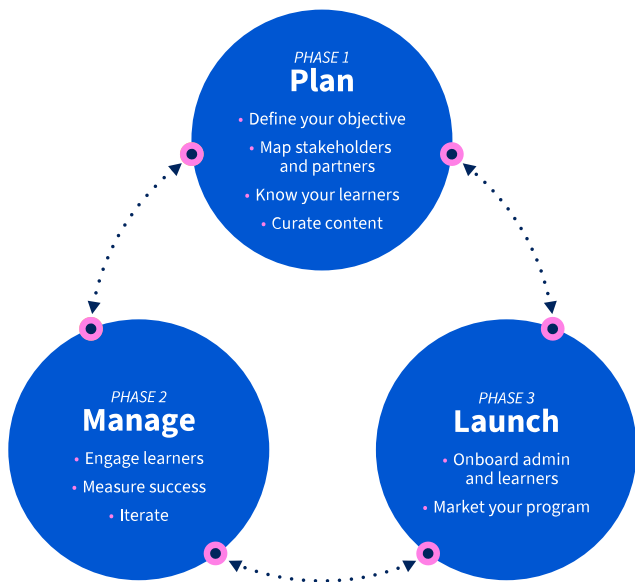 PHASE 1
Plan
• Define your objective
• Map stakeholders
and partners
• Know your learners
• Curate content
PHASE 2
Manage
• Engage learners
• Measure success
• Iterate
PHASE 3
Launch
• Onboard admin
and learners
• Market your program